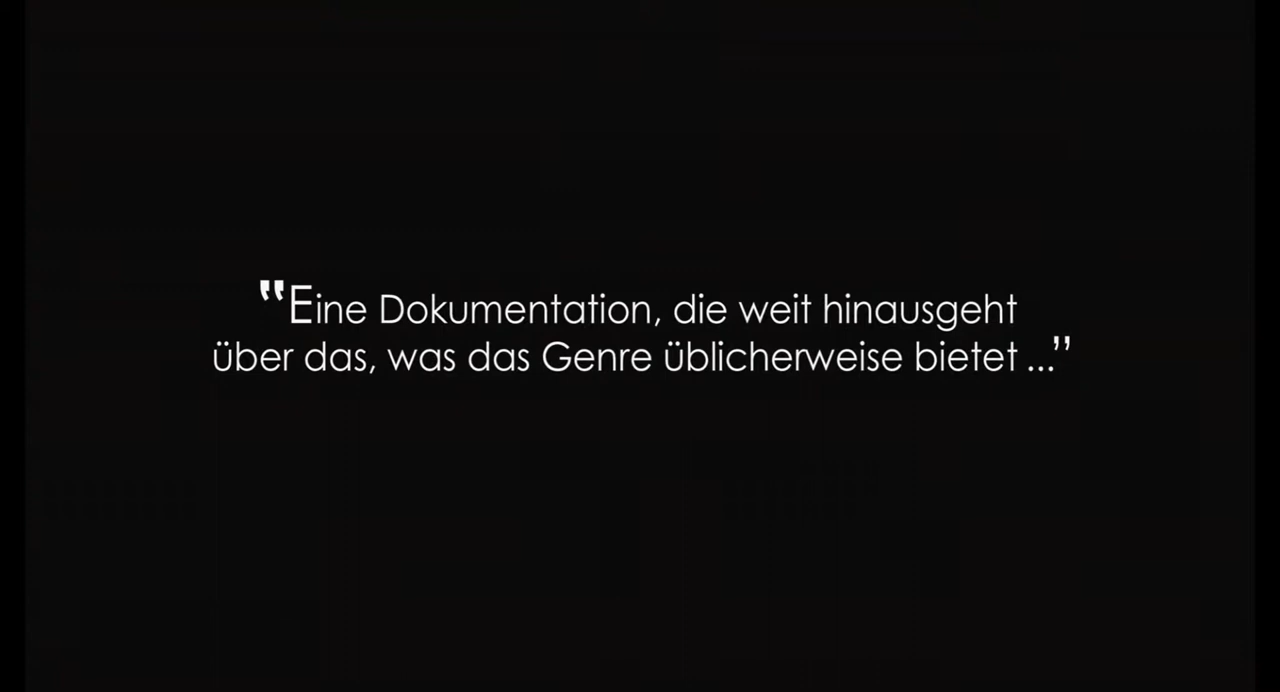 "Eine Dokumentation, die weit hinausgeht
über das, was das Genre üblicherweise bietet ..."